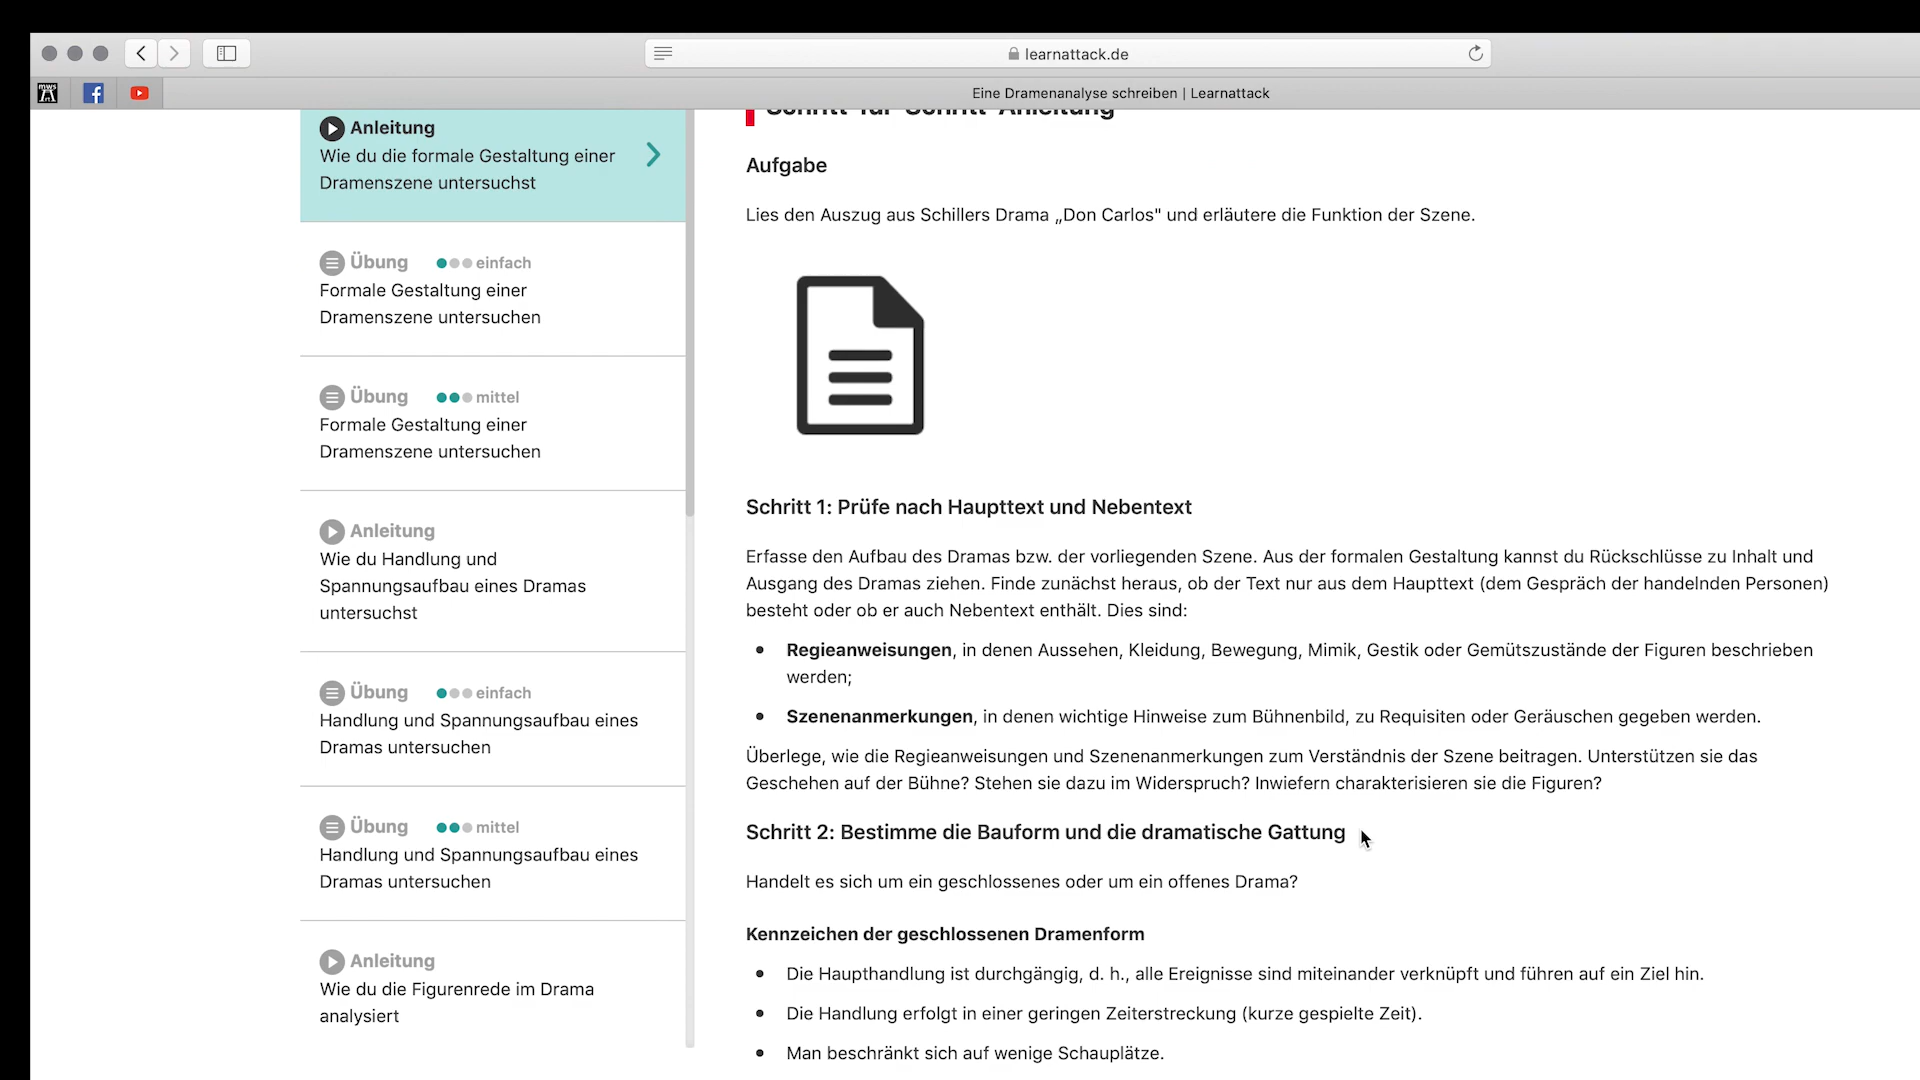 learnattack.de
MWS
Eine Dramenanalyse schreiben | Learnattack
Anleitung
Wie du die formale Gestaltung einer
Dramenszene untersuchst
Übung einfach
Formale Gestaltung einer
Dramenszene untersuchen
Übung mittel
Formale Gestaltung einer
Dramenszene untersuchen
Anleitung
Wie du Handlung und
Spannungsaufbau eines Dramas
untersuchst
Übung einfach
Handlung und Spannungsaufbau eines
Dramas untersuchen
Übung mittel
Handlung und Spannungsaufbau eines
Dramas untersuchen
Anleitung
Wie du die Figurenrede im Drama
analysiert
Schritt-für-Schritt-Anleitung
Aufgabe
Lies den Auszug aus Schillers Drama „Don Carlos" und erläutere die Funktion der Szene.
Schritt 1: Prüfe nach Haupttext und Nebentext
Erfasse den Aufbau des Dramas bzw. der vorliegenden Szene. Aus der formalen Gestaltung kannst du Rückschlüsse zu Inhalt und
Ausgang des Dramas ziehen. Finde zunächst heraus, ob der Text nur aus dem Haupttext (dem Gespräch der handelnden Personen)
besteht oder ob er auch Nebentext enthält. Dies sind:
• Regieanweisungen, in denen Aussehen, Kleidung, Bewegung, Mimik, Gestik oder Gemütszustände der Figuren beschrieben
werden;
• Szenenanmerkungen, in denen wichtige Hinweise zum Bühnenbild, zu Requisiten oder Geräuschen gegeben werden.
Überlege, wie die Regieanweisungen und Szenenanmerkungen zum Verständnis der Szene beitragen. Unterstützen sie das
Geschehen auf der Bühne? Stehen sie dazu im Widerspruch? Inwiefern charakterisieren sie die Figuren?
Schritt 2: Bestimme die Bauform und die dramatische Gattung
Handelt es sich um ein geschlossenes oder um ein offenes Drama?
Kennzeichen der geschlossenen Dramenform
• Die Haupthandlung ist durchgängig, d. h., alle Ereignisse sind miteinander verknüpft und führen auf ein Ziel hin.
• Die Handlung erfolgt in einer geringen Zeiterstreckung (kurze gespielte Zeit).
• Man beschränkt sich auf wenige Schauplätze.